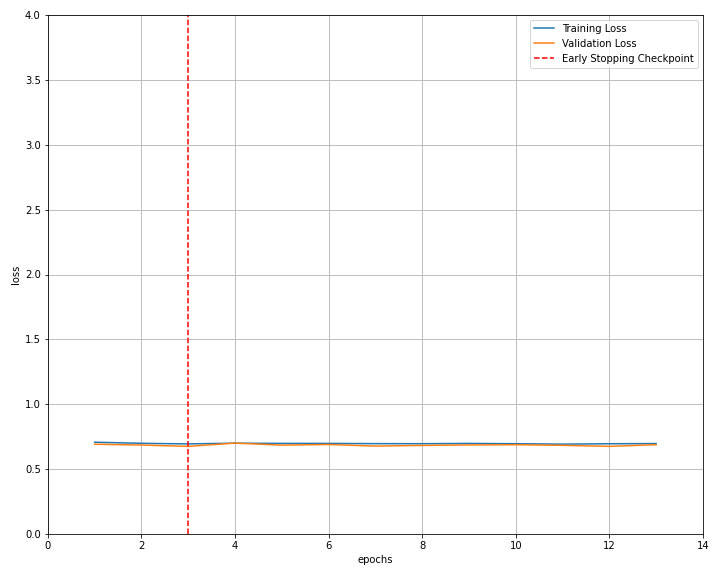 Training Loss
Validation Loss
Early Stopping Checkpoint
4.0
3.5
3.0
2.5
2.0
1.5
1.0
0.5
0.0
loss
0 2 4 6 8 10 12 14
epochs